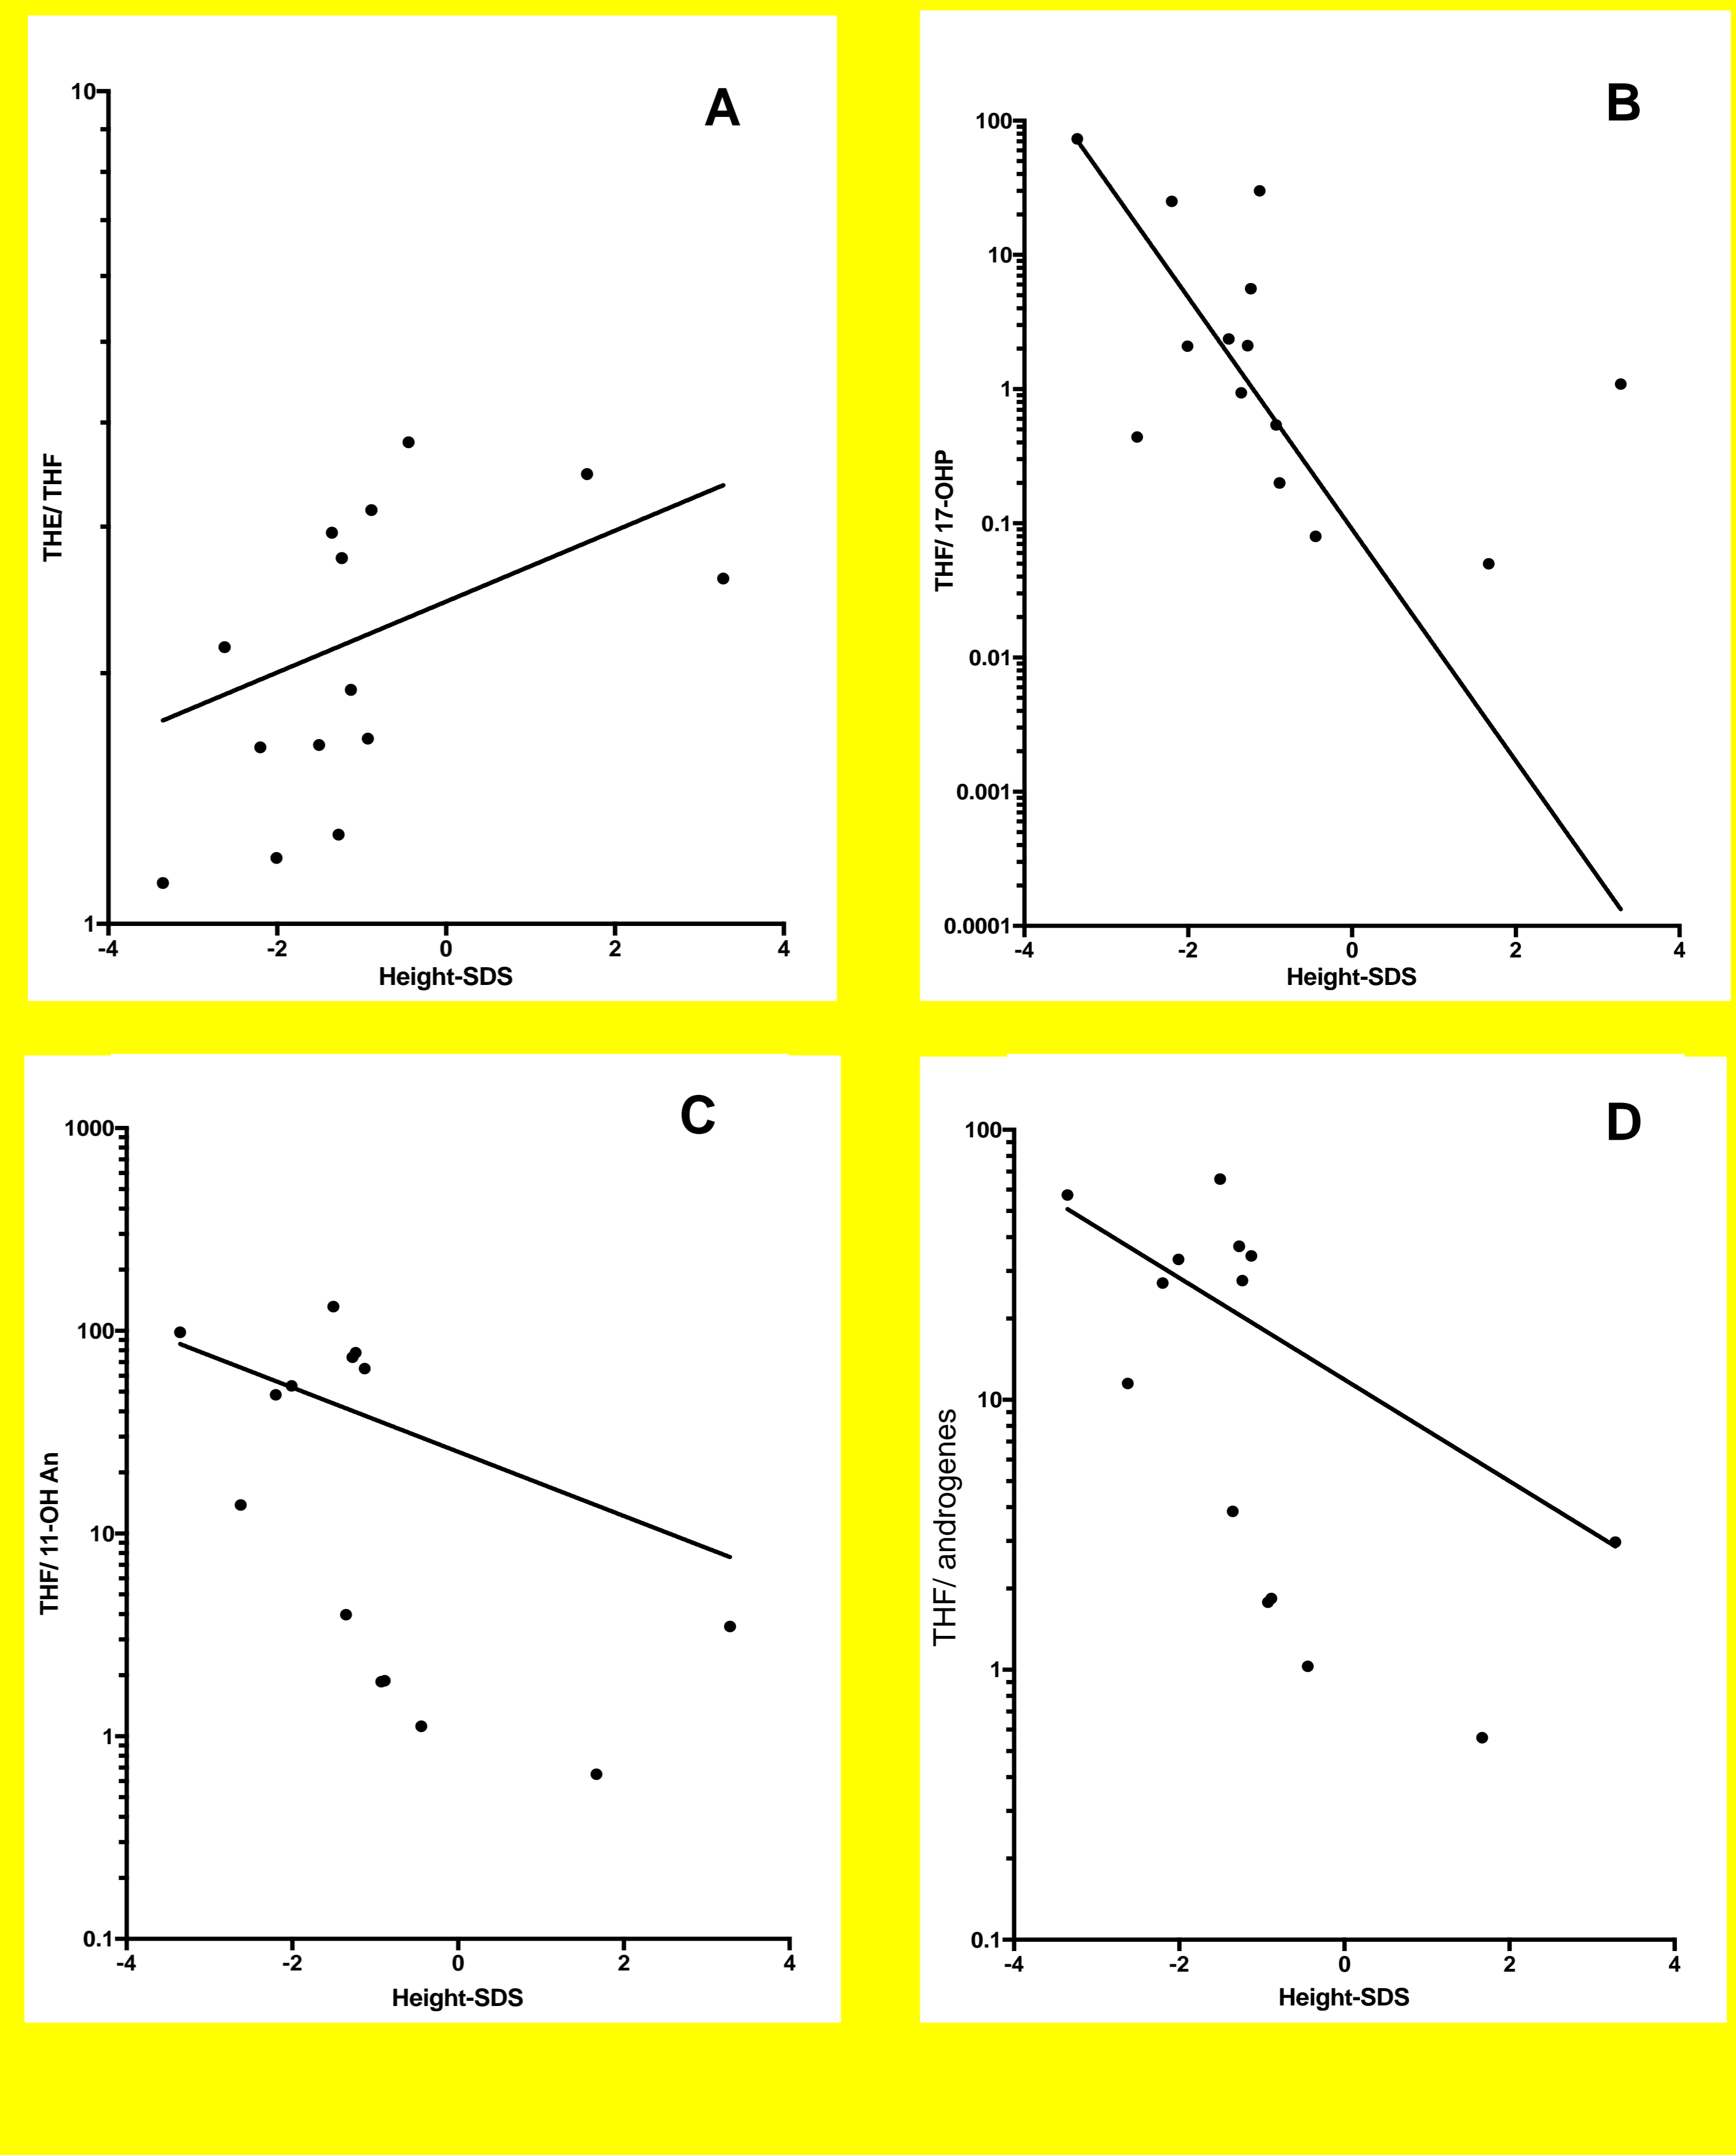 A
10
1
THE/ THF
-4 -2 0 2 4
Height-SDS
B
100
10
1
0.1
0.01
0.001
0.0001
THF/ 17-OHP
-4 -2 0 2 4
Height-SDS
C
1000
100
10
1
0.1
THF/ 11-OH An
-4 -2 0 2 4
Height-SDS
D
100
10
1
0.1
THF/ androgenes
-4 -2 0 2 4
Height-SDS